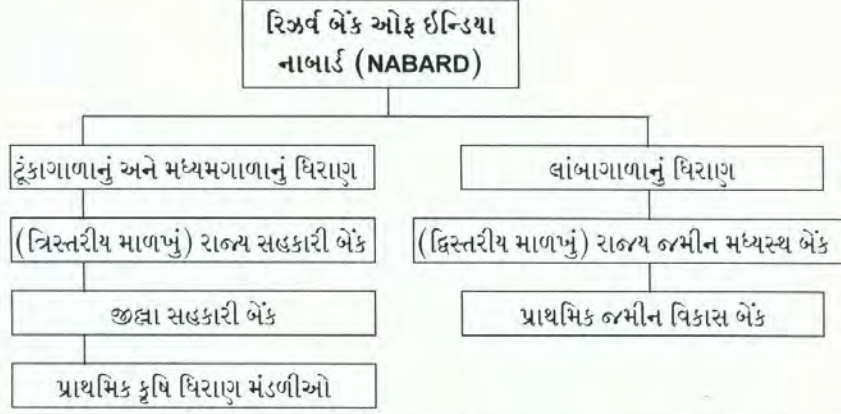 રિઝર્વ બેંક ઓફ ઈન્ડિયા
નાબાર્ડ (NABARD)
ટૂંકાગાળાનું અને મધ્યમગાળાનું ધિરાણ
લાંબાગાળાનું ધિરાણ
(ત્રિસ્તરીય માળખું) રાજ્ય સહકારી બેંક
(દ્વિસ્તરીય માળખું) રાજ્ય જમીન મધ્યસ્થ બેંક
જીલ્લા સહકારી બેંક
પ્રાથમિક જમીન વિકાસ બેંક
પ્રાથમિક કૃષિ ધિરાણ મંડળીઓ